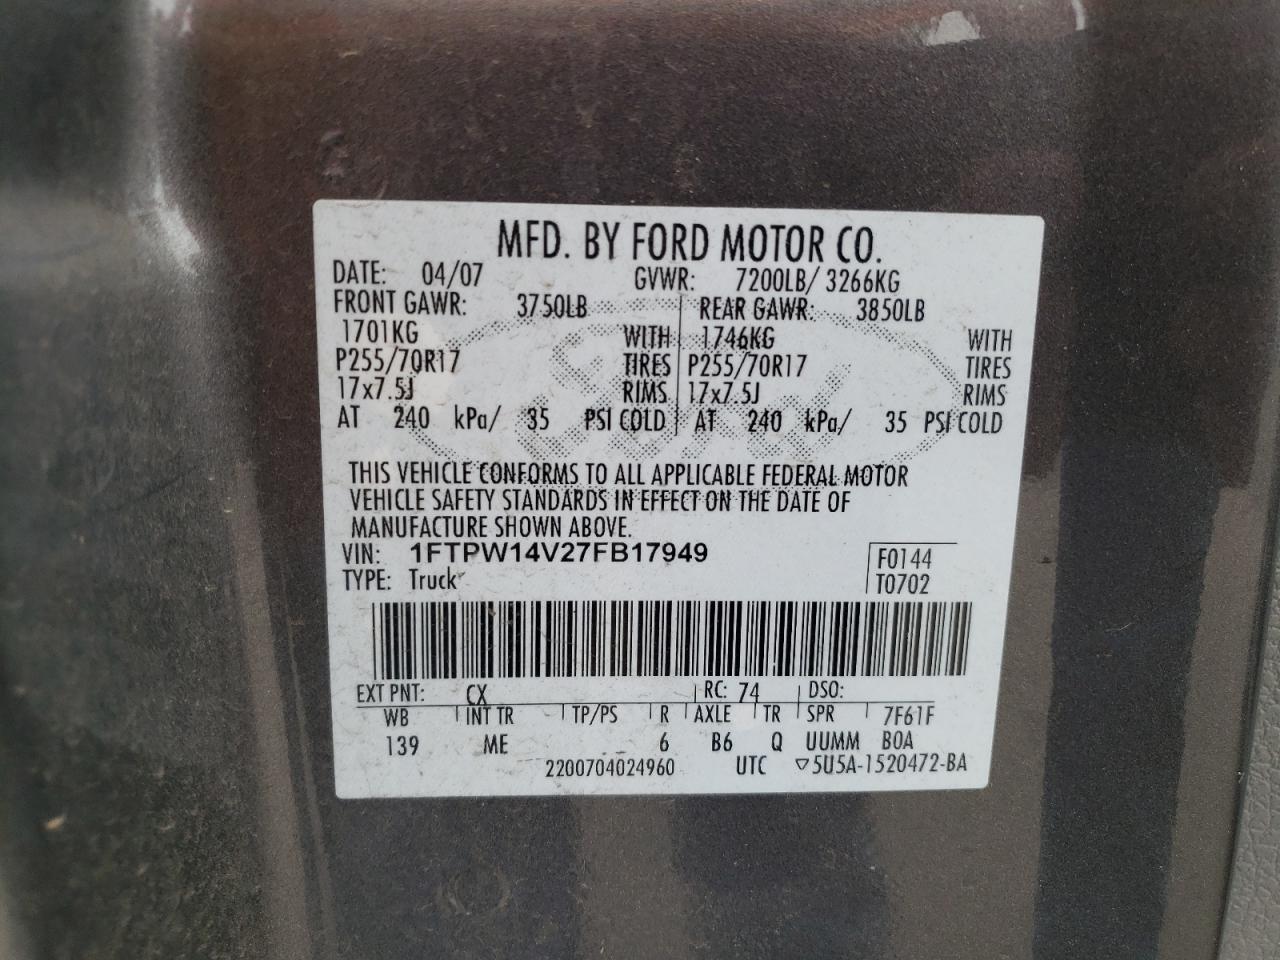 MFD. BY FORD MOTOR CO.
DATE: 04/07 GVWR: 7200LB/ 3266KG
FRONT GAWR: 3750LB REAR GAWR: 3850LB
1701KG WITH 1746KG WITH
P255/70R17 TIRES P255/70R17 TIRES
17x7.5J RIMS 17x7.5J RIMS
AT 240 kPa/ 35 PSI COLD AT 240 kPa/ 35 PSI COLD
THIS VEHICLE CONFORMS TO ALL APPLICABLE FEDERAL MOTOR
VEHICLE SAFETY STANDARDS IN EFFECT ON THE DATE OF
MANUFACTURE SHOWN ABOVE.
VIN: 1FTPW14V27FB17949 F0144
TYPE: Truck T0702
EXT PNT: CX RC: 74 DSO:
WB INT TR TP/PS R AXLE TR SPR 7F61F
139 ME 6 B6 Q UUMM B0A
2200704024960 UTC ▽5U5A-1520472-BA